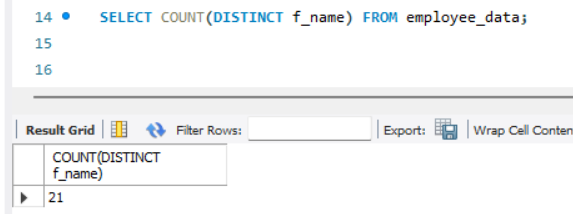 14 SELECT COUNT(DISTINCT f_name) FROM employee_data;
15
16
Result Grid Filter Rows: Export: Wrap Cell Conten
COUNT(DISTINCT
f_name)
21